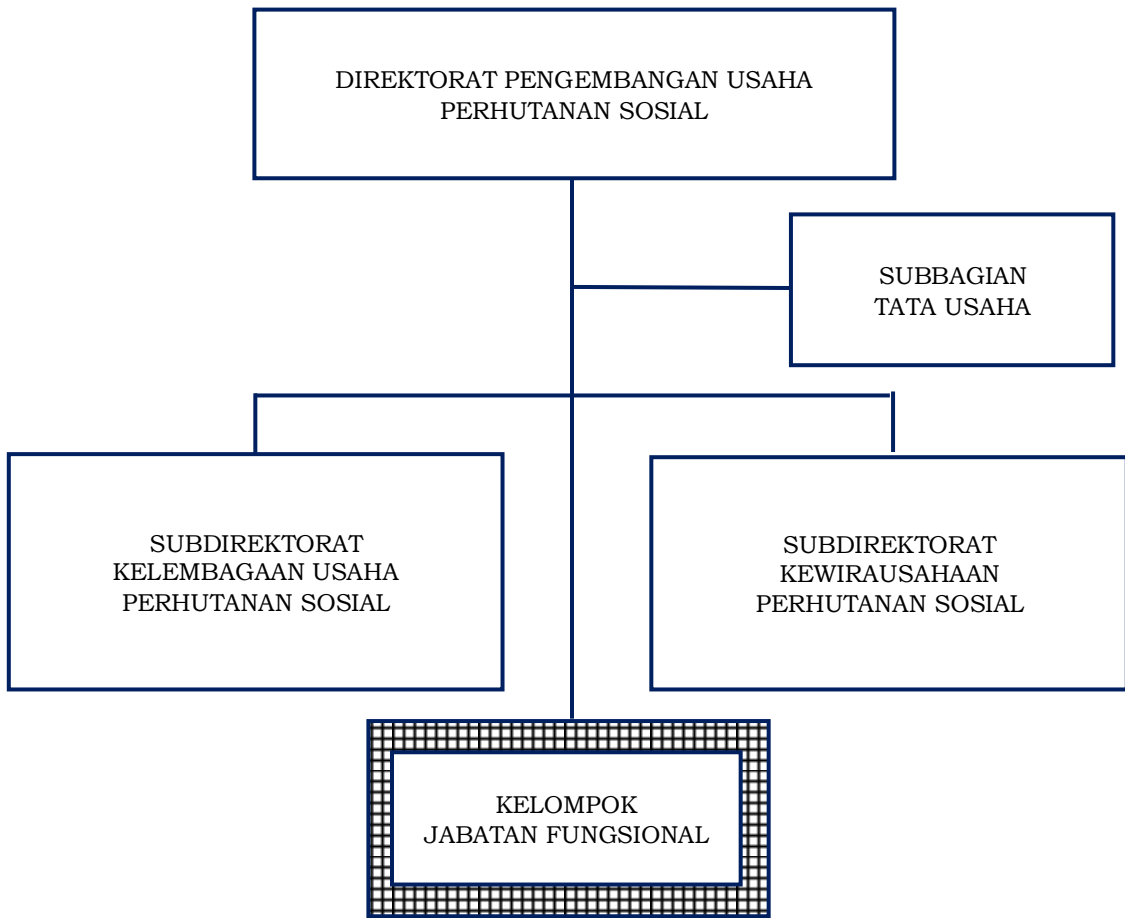 DIREKTORAT PENGEMBANGAN USAHA
PERHUTANAN SOSIAL
SUBBAGIAN
TATA USAHA
SUBDIREKTORAT
KELEMBAGAAN USAHA
PERHUTANAN SOSIAL
SUBDIREKTORAT
KEWIRAUSAHAAN
PERHUTANAN SOSIAL
KELOMPOK
JABATAN FUNGSIONAL